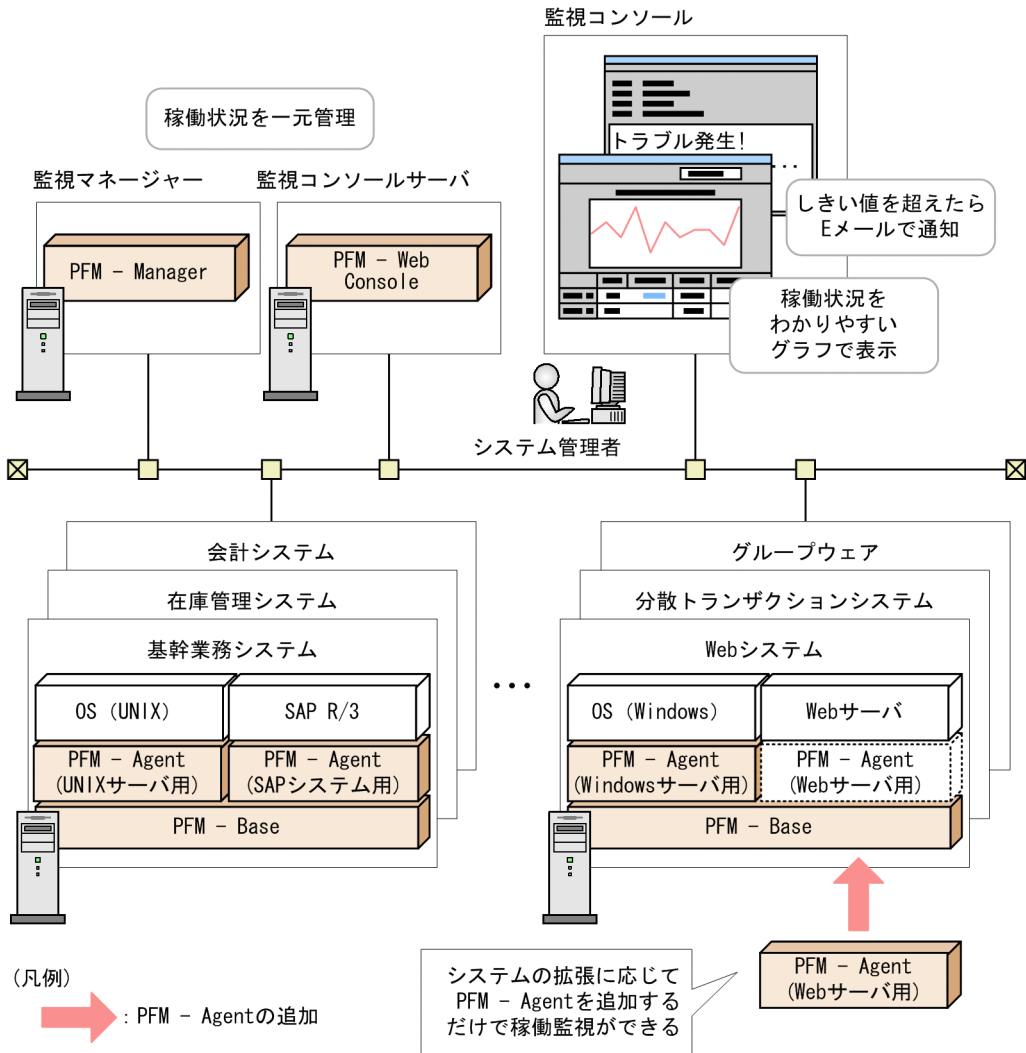 監視コンソール
稼働状況を一元管理
トラブル発生!
...
監視マネージャー
監視コンソールサーバ
しきい値を超えたら
Eメールで通知
PFM - Manager
PFM - Web
Console
稼働状況を
わかりやすい
グラフで表示
システム管理者
会計システム
在庫管理システム
基幹業務システム
OS (UNIX)
SAP R/3
PFM - Agent
(UNIXサーバ用)
PFM - Agent
(SAPシステム用)
PFM - Base
...
グループウェア
分散トランザクションシステム
Webシステム
OS (Windows)
Webサーバ
PFM - Agent
(Windowsサーバ用)
PFM - Agent
(Webサーバ用)
PFM - Base
(凡例)
: PFM - Agentの追加
システムの拡張に応じて
PFM - Agentを追加する
だけで稼働監視ができる
PFM - Agent
(Webサーバ用)